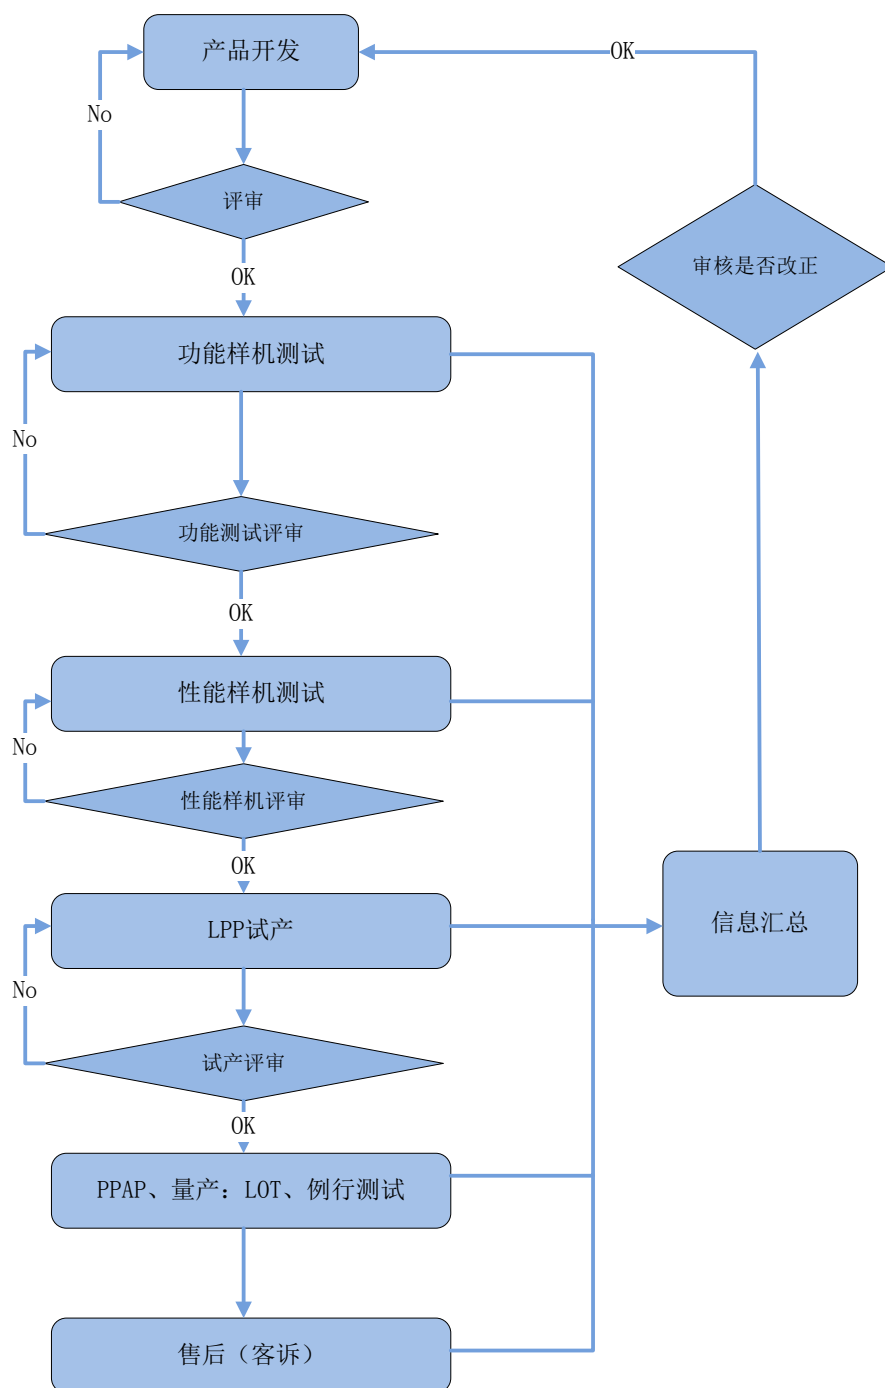 产品开发
OK
No
评审
OK
审核是否改正
功能样机测试
No
功能测试评审
OK
性能样机测试
No
性能样机评审
OK
LPP试产
信息汇总
No
试产评审
OK
PPAP、量产：LOT、例行测试
售后（客诉）